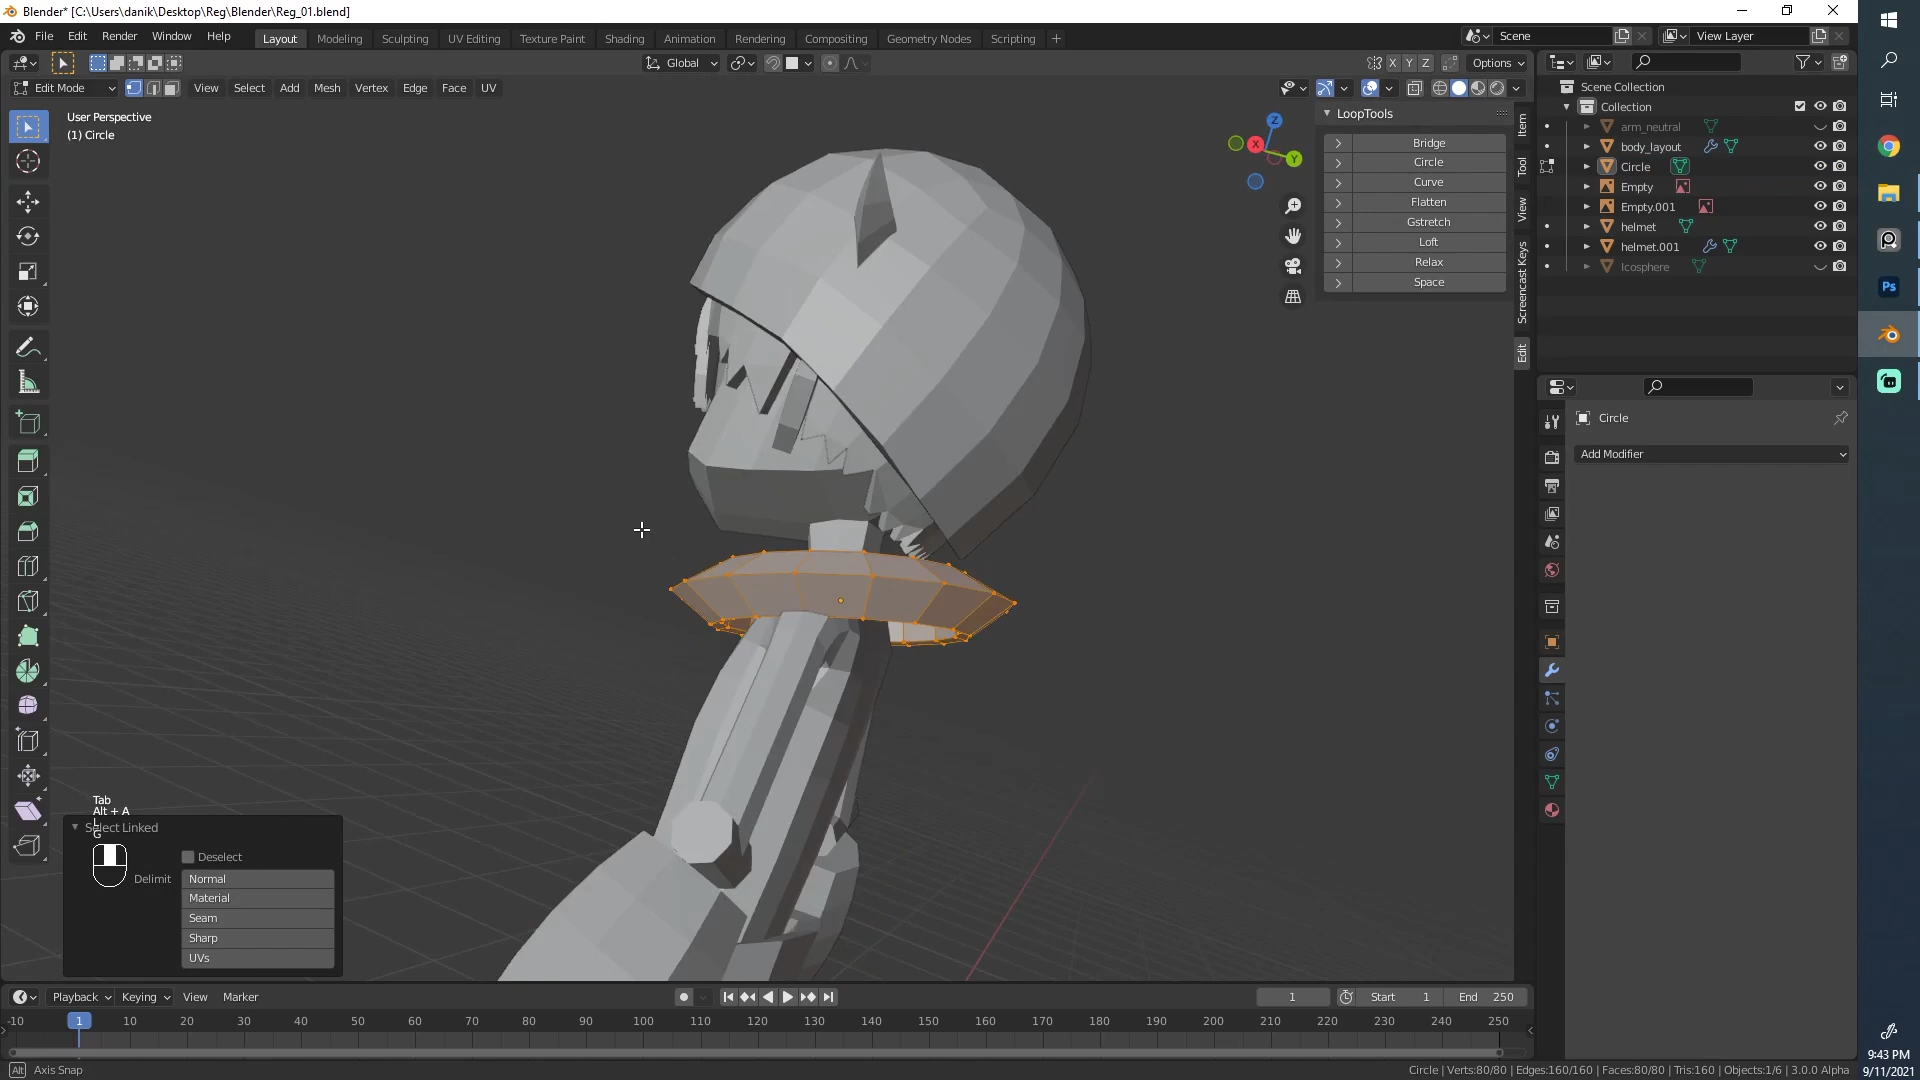 Blender* [C:\Users\danik\Desktop\Reg\Blender\Reg_01.blend]
File Edit Render Window Help
Layout Modeling Sculpting UV Editing Texture Paint Shading Animation Rendering Compositing Geometry Nodes Scripting +
Scene View Layer
Global X Y Z Options
Edit Mode View Select Add Mesh Vertex Edge Face UV
User Perspective
(1) Circle
Z
X
Y
LoopTools
Bridge
Circle
Curve
Flatten
Gstretch
Loft
Relax
Space
Item
Tool
View
Screencast Keys
Edit
Scene Collection
Collection
arm_neutral
body_layout
Circle
Empty
Empty.001
helmet
helmet.001
Icosphere
Circle
Add Modifier
Ps
Tab
Alt + A
L
G
Select Linked
Deselect
Delimit Normal
Material
Seam
Sharp
UVs
Playback Keying View Marker 1 Start 1 End 250
-10 1 10 20 30 40 50 60 70 80 90 100 110 120 130 140 150 160 170 180 190 200 210 220 230 240 250
Alt Axis Snap
Circle | Verts:80/80 | Edges:160/160 | Faces:80/80 | Tris:160 | Objects:1/6 | 3.0.0 Alpha
9:43 PM
9/11/2021